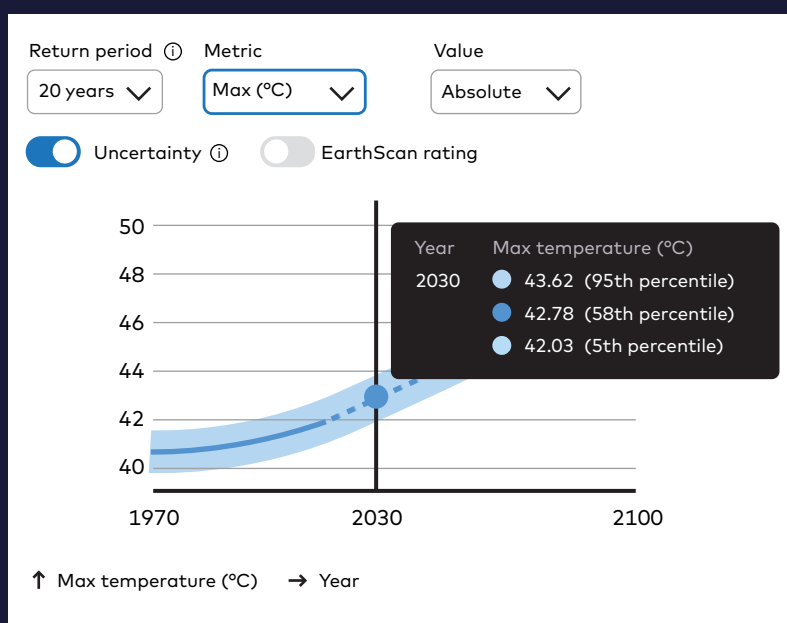 Return period ⓘ Metric Value
20 years Max (°C) Absolute
Uncertainty ⓘ EarthScan rating
50
48
46
44
42
40
Year Max temperature (°C)
2030 43.62 (95th percentile)
42.78 (58th percentile)
42.03 (5th percentile)
1970 2030 2100
↑ Max temperature (°C) → Year